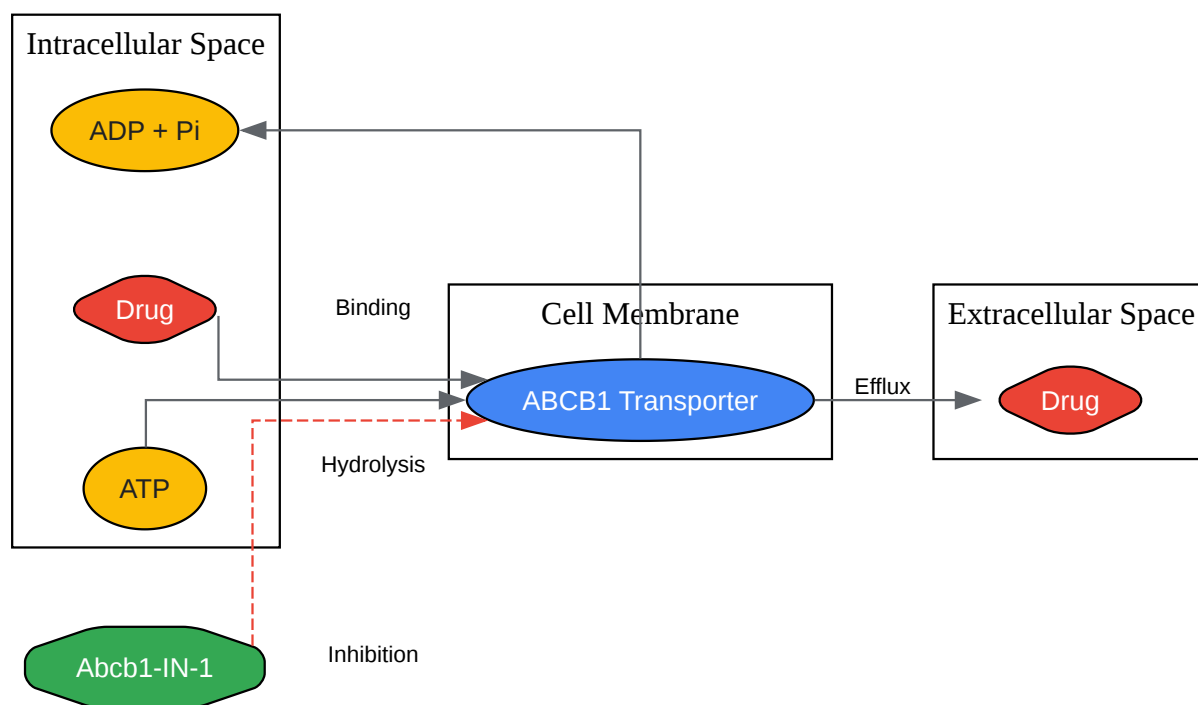 Intracellular Space
ADP + Pi
Drug
Binding
Cell Membrane
Extracellular Space
ABCB1 Transporter
Efflux
Drug
Hydrolysis
ATP
Abcb1-IN-1
Inhibition